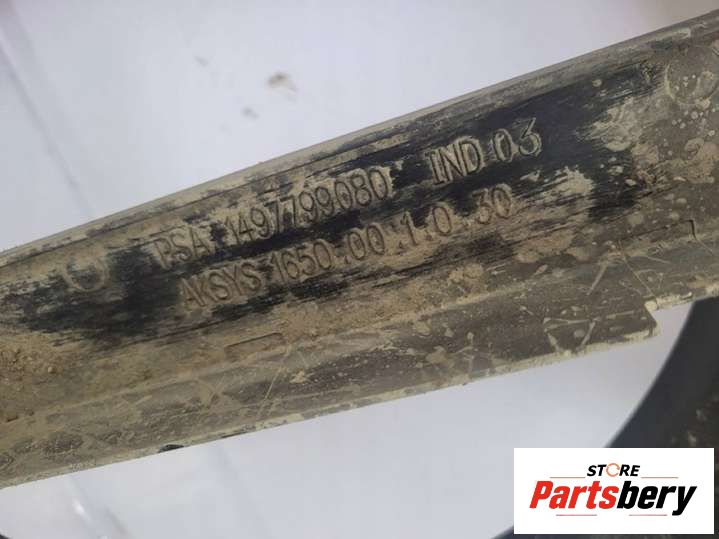 PSA 1497799080 IND 03
AKSYS 1650.00.1.0.30
STORE
Partsbery